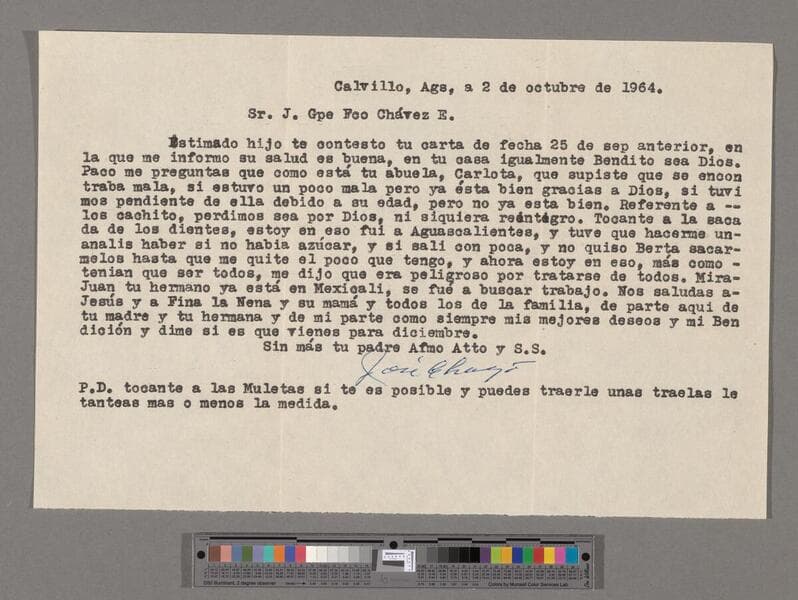 Calvillo, Ags, a 2 de octubre de 1964.
Sr. J. Gpe Fco Chávez E.
Estimado hijo te contesto tu carta de fecha 25 de sep anterior, en
la que me informo su salud es buena, en tu casa igualmente Bendito sea Dios.
Paco me preguntas que como está tu abuela, Carlota, que supiste que se encon
traba mala, si estuvo un poco mala pero ya ésta bien gracias a Dios, si tuvi
mos pendiente de ella debido a su edad, pero no ya esta bien. Referente a --
los cachito, perdimos sea por Dios, ni siquiera reintegro. Tocante a la saca
da de los dientes, estoy en eso fui a Aguascalientes, y tuve que hacerme un-
analis haber si no habia azúcar, y si sali con poca, y no quiso Berta sacar-
melos hasta que me quite el poco que tengo, y ahora estoy en eso, más como -
tenian que ser todos, me dijo que era peligroso por tratarse de todos. Mira-
Juan tu hermano ya está en Mexicali, se fué a buscar trabajo. Nos saludas a-
Jesús y a Fina la Nena y su mamá y todos los de la familia, de parte aqui de
tu madre y tu hermana y de mi parte como siempre mis mejores deseos y mi Ben
dición y dime si es que vienes para diciembre.
Sin más tu padre Afmo Atto y S.S.
José Chavez
P.D. tocante a las Muletas si te es posible y puedes traerle unas traelas le
tanteas mas o menos la medida.